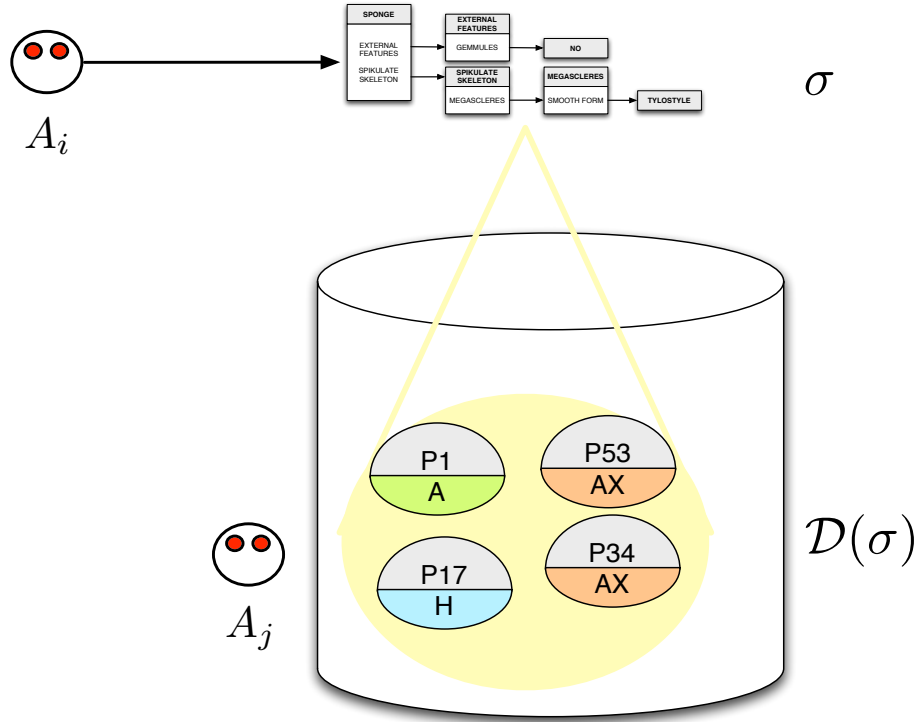 SPONGE
EXTERNAL
FEATURES
SPIKULATE
SKELETON
EXTERNAL
FEATURES
GEMMULES
NO
SPIKULATE
SKELETON
MEGASCLERES
MEGASCLERES
SMOOTH FORM
TYLOSTYLE
σ
A_i
P1
A
P53
AX
P17
H
P34
AX
D(σ)
A_j